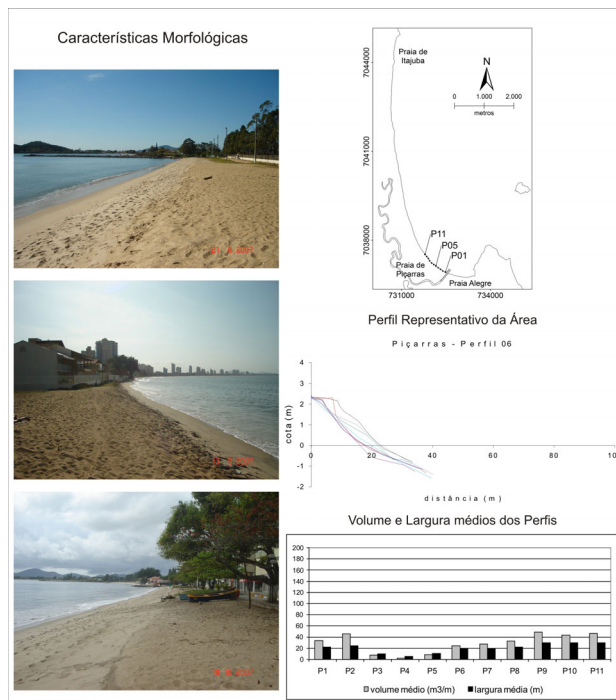 Características Morfológicas
Praia de
Itajuba
N
0 1.000 2.000
metros
7044000
7041000
7038000
P11
P05
P01
Praia de
Piçarras
Praia Alegre
731000 734000
Perfil Representativo da Área
Piçarras - Perfil 06
cota (m)
4
3
2
1
0
-1
-2
0 20 40 60 80 100
distância (m)
Volume e Largura médios dos Perfis
200
180
160
140
120
100
80
60
40
20
0
P1 P2 P3 P4 P5 P6 P7 P8 P9 P10 P11
volume médio (m3/m) largura média (m)